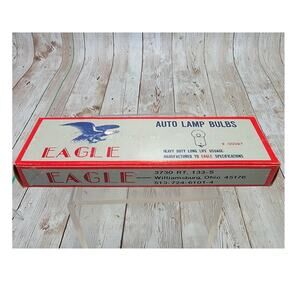 AUTO LAMP BULBS
EAGLE
HEAVY DUTY LONG LIFE USUAGE
MANUFACTURED TO EAGLE SPECIFICATIONS
EAGLE
3730 RT. 133-S
Williamsburg, Ohio 45176
513-724-6101-4